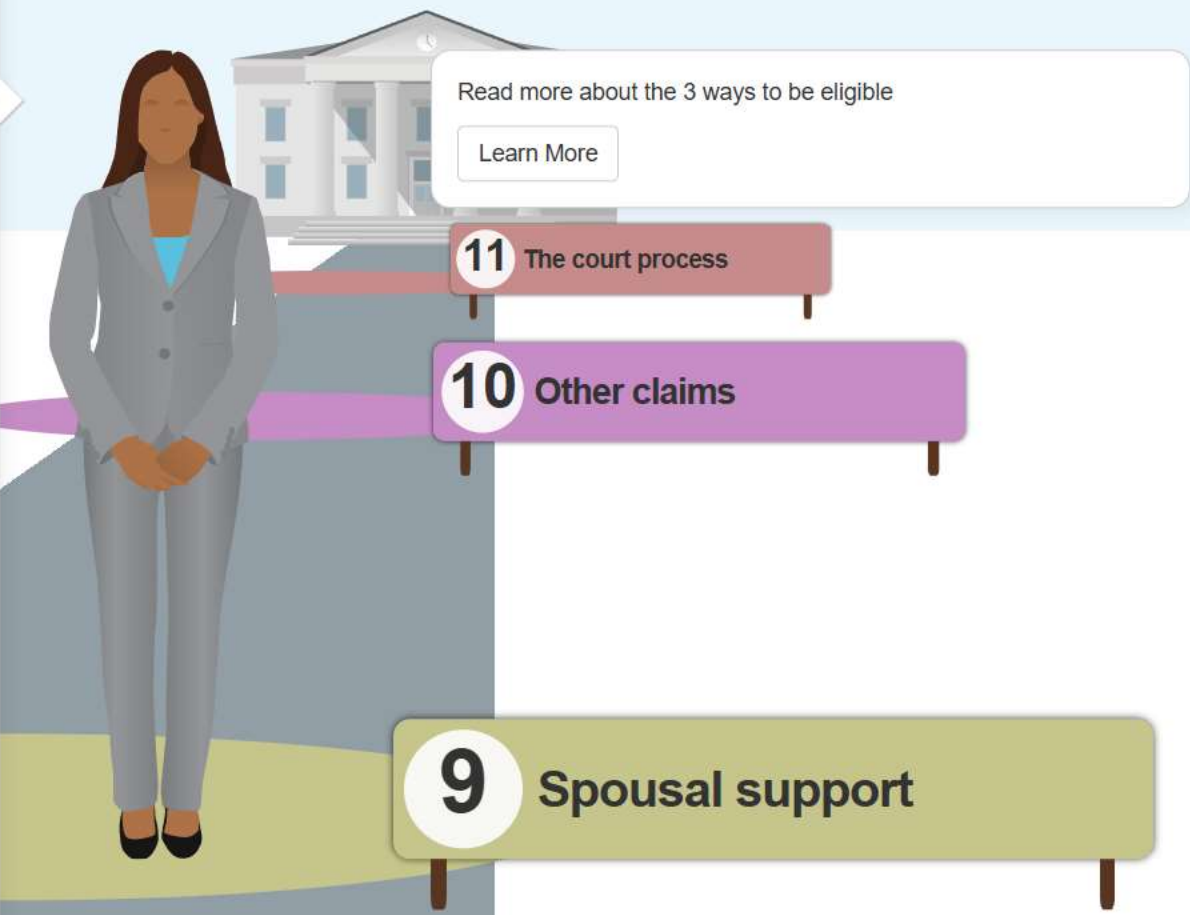 Read more about the 3 ways to be eligible
Learn More
11 The court process
10 Other claims
9 Spousal support